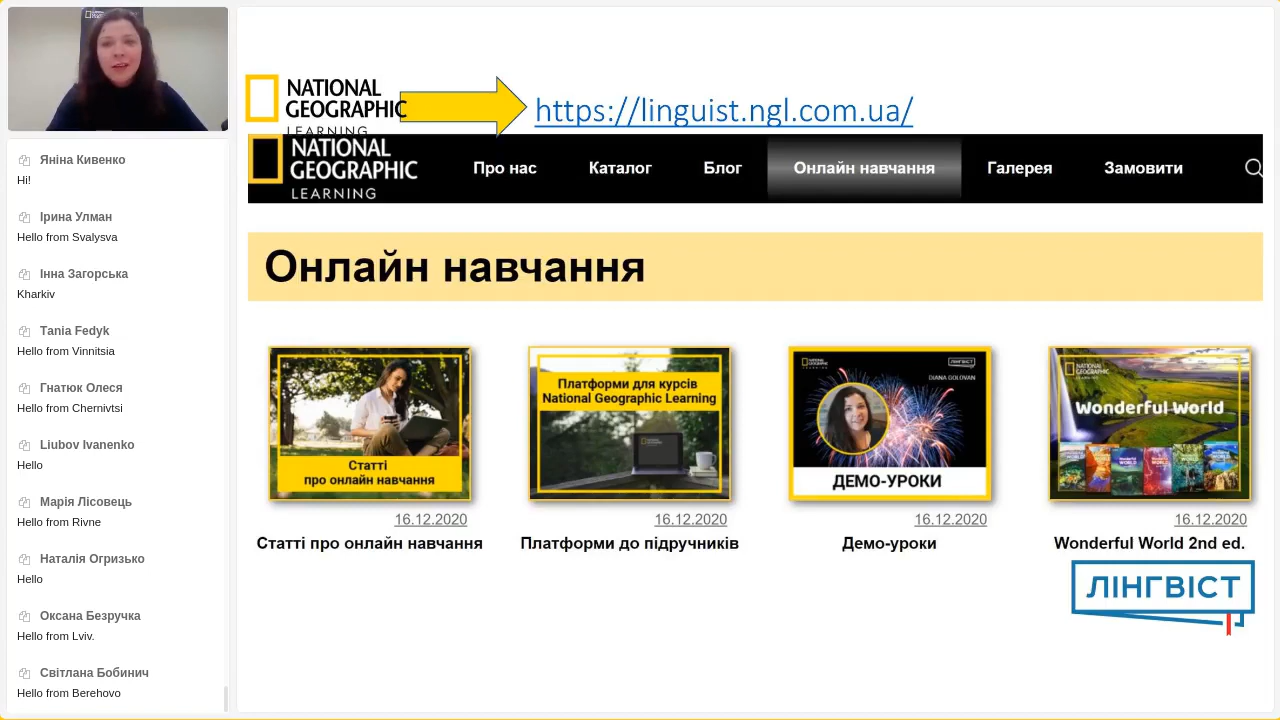 Яніна Кивенко
Hi!
Ірина Улман
Hello from Svalysva
Інна Загорська
Kharkiv
Tania Fedyk
Hello from Vinnitsia
Гнатюк Олеся
Hello from Chernivtsi
Liubov Ivanenko
Hello
Марія Лісовець
Hello from Rivne
Наталія Огризько
Hello
Оксана Безручка
Hello from Lviv.
Світлана Бобинич
Hello from Berehovo
NATIONAL
GEOGRAPHIC
LEARNING
https://linguist.ngl.com.ua/
NATIONAL
GEOGRAPHIC
LEARNING
Про нас Каталог Блог Онлайн навчання Галерея Замовити
Онлайн навчання
Статті
про онлайн навчання
16.12.2020
Статті про онлайн навчання
Платформи для курсів
National Geographic Learning
16.12.2020
Платформи до підручників
NATIONAL
GEOGRAPHIC
LEARNING
ЛІНГВІСТ
DIANA GOLOVAN
ДЕМО-УРОКИ
16.12.2020
Демо-уроки
NATIONAL
GEOGRAPHIC
LEARNING
Wonderful World
16.12.2020
Wonderful World 2nd ed.
ЛІНГВІСТ